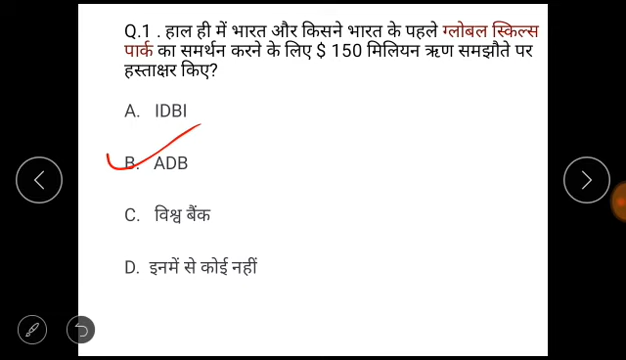 Q.1 . हाल ही में भारत और किसने भारत के पहले ग्लोबल स्किल्स
पार्क का समर्थन करने के लिए $ 150 मिलियन ऋण समझौते पर
हस्ताक्षर किए?
A. IDBI
B. ADB
C. विश्व बैंक
D. इनमें से कोई नहीं